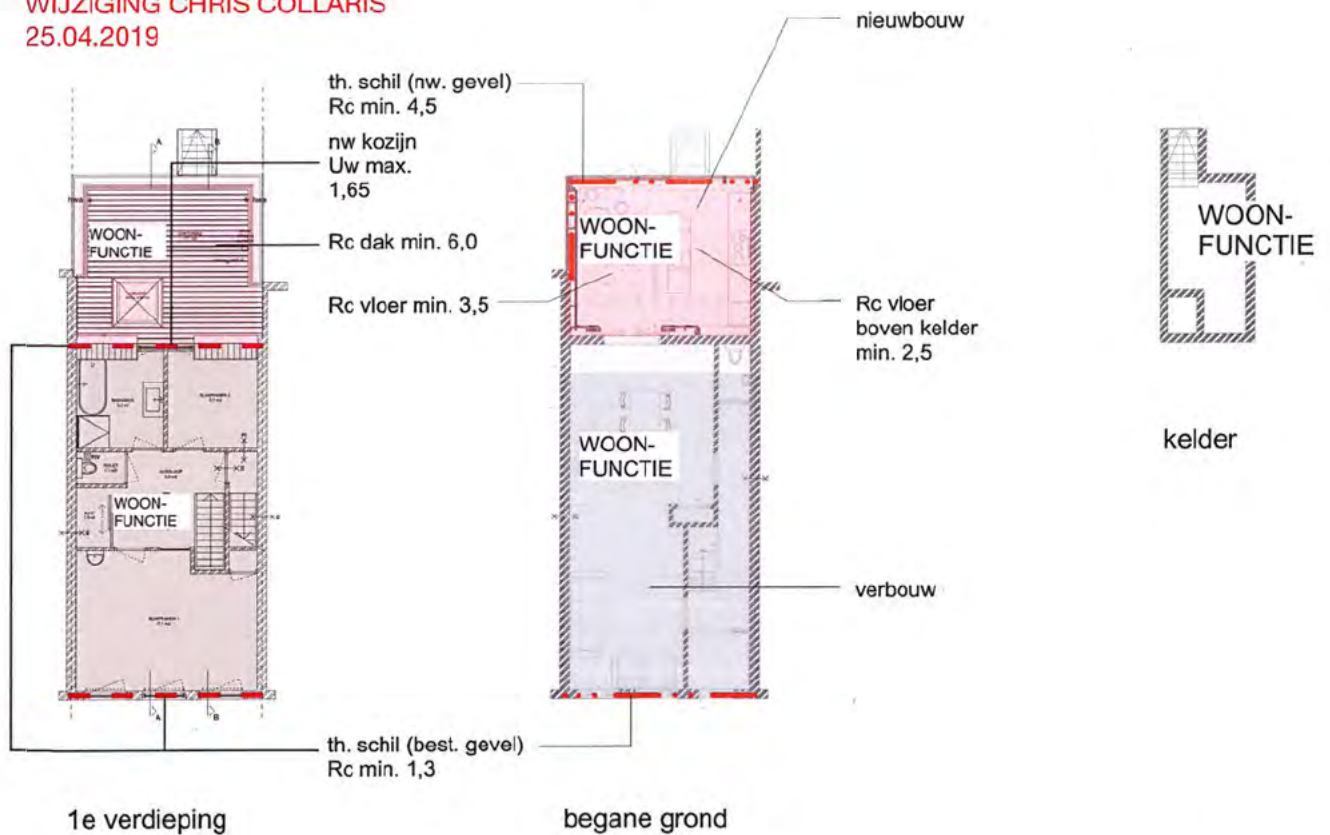 WIJZIGING CHRIS COLLARIS
25.04.2019
nieuwbouw
th. schil (nw. gevel)
Rc min. 4,5
nw kozijn
Uw max.
1,65
Rc dak min. 6,0
Rc vloer min. 3,5
Rc vloer
boven kelder
min. 2,5
verbouw
th. schil (best. gevel)
Rc min. 1,3
A
B
hwa
hwa
WOON-
FUNCTIE
WOON-
FUNCTIE
A
B
WOON-
FUNCTIE
WOON-
FUNCTIE
WOON-
FUNCTIE
kelder
1e verdieping
begane grond